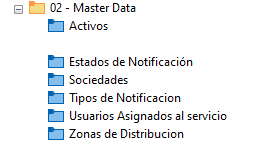 02 - Master Data
Activos
Estados de Notificación
Sociedades
Tipos de Notificacion
Usuarios Asignados al servicio
Zonas de Distribucion